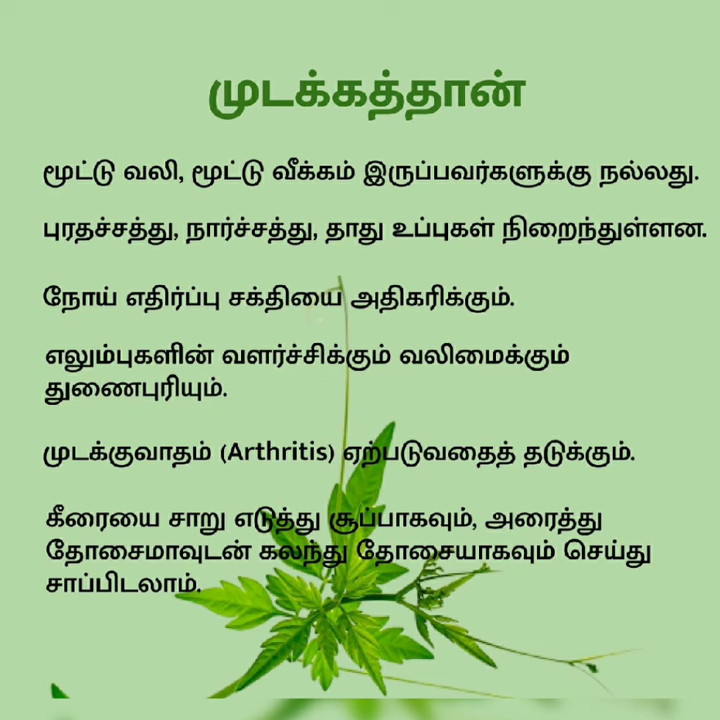 முடக்கத்தான்
மூட்டு வலி, மூட்டு வீக்கம் இருப்பவர்களுக்கு நல்லது.
புரதச்சத்து, நார்ச்சத்து, தாது உப்புகள் நிறைந்துள்ளன.
நோய் எதிர்ப்பு சக்தியை அதிகரிக்கும்.
எலும்புகளின் வளர்ச்சிக்கும் வலிமைக்கும்
துணைபுரியும்.
முடக்குவாதம் (Arthritis) ஏற்படுவதைத் தடுக்கும்.
கீரையை சாறு எடுத்து சூப்பாகவும், அரைத்து
தோசைமாவுடன் கலந்து தோசையாகவும் செய்து
சாப்பிடலாம்.